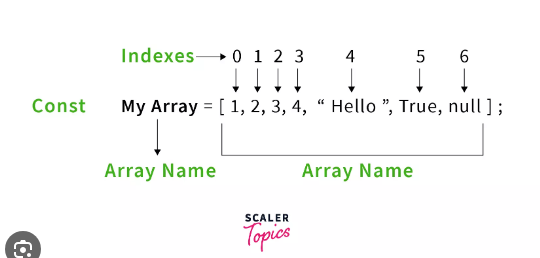 Indexes 0 1 2 3 4 5 6
Const My Array = [ 1, 2, 3, 4, “ Hello ”, True, null ] ;
Array Name Array Name
SCALER
Topics